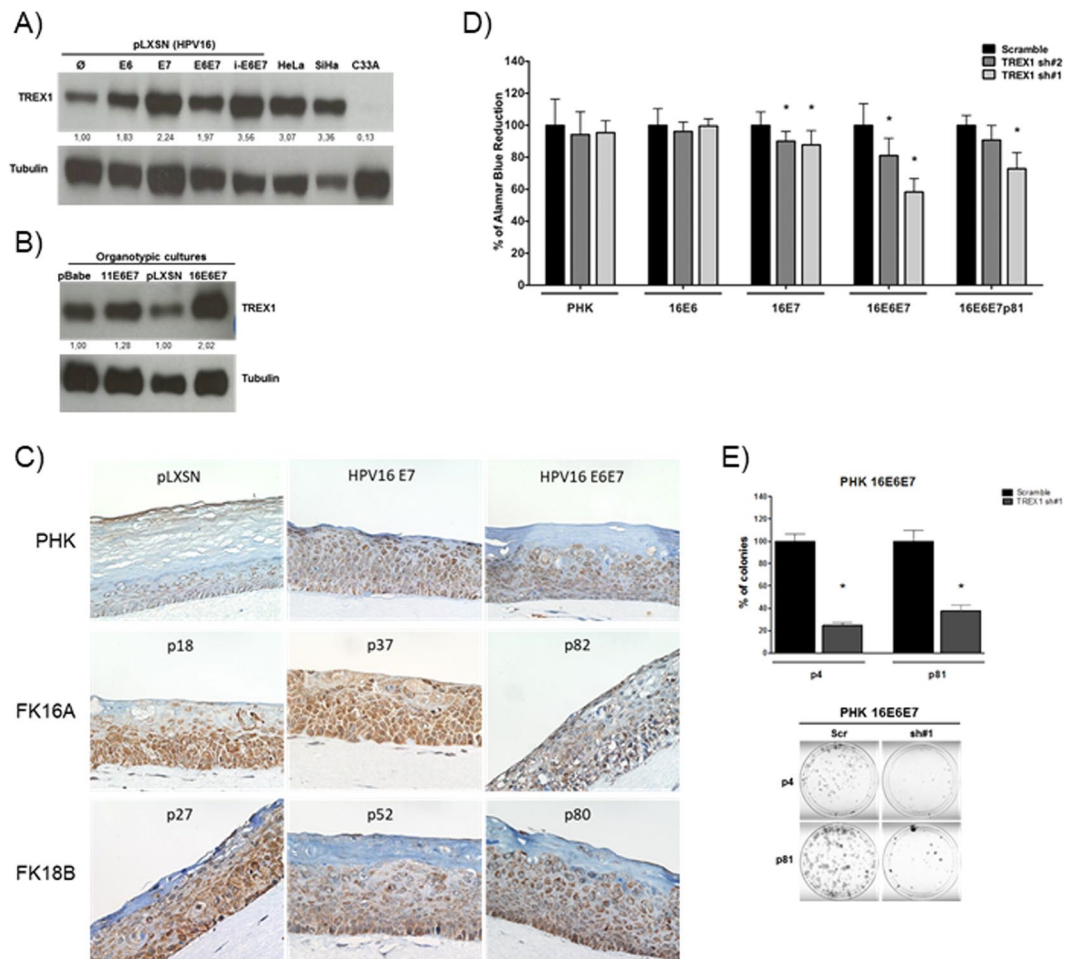 A)
pLXSN (HPV16)
Ø E6 E7 E6E7 i-E6E7 HeLa SiHa C33A
TREX1
1,00 1,83 2,24 1,97 3,56 3,07 3,36 0,13
Tubulin
B)
Organotypic cultures
pBabe 11E6E7 pLXSN 16E6E7
TREX1
1,00 1,28 1,00 2,02
Tubulin
C)
pLXSN HPV16 E7 HPV16 E6E7
PHK
p18 p37 p82
FK16A
p27 p52 p80
FK18B
D)
Scramble
TREX1 sh#2
TREX1 sh#1
% of Alamar Blue Reduction
140
120
100
80
60
40
20
0
* * * * *
PHK 16E6 16E7 16E6E7 16E6E7p81
E)
PHK 16E6E7
Scramble
TREX1 sh#1
% of colonies
140
120
100
80
60
40
20
0
* *
p4 p81
PHK 16E6E7
Scr sh#1
p4
p81